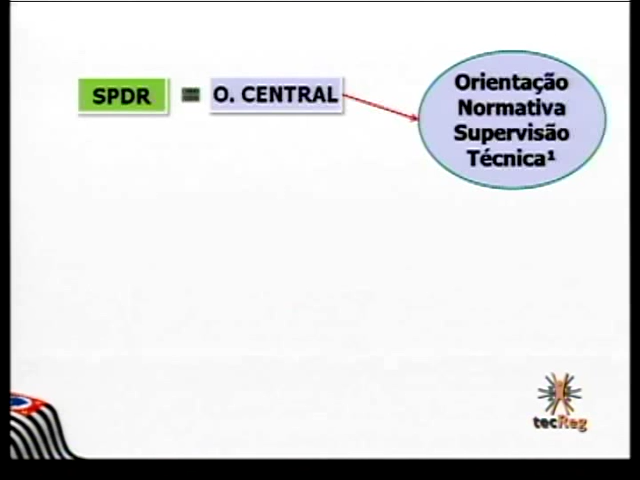 SPDR = O. CENTRAL
Orientação
Normativa
Supervisão
Técnica¹
tecReg